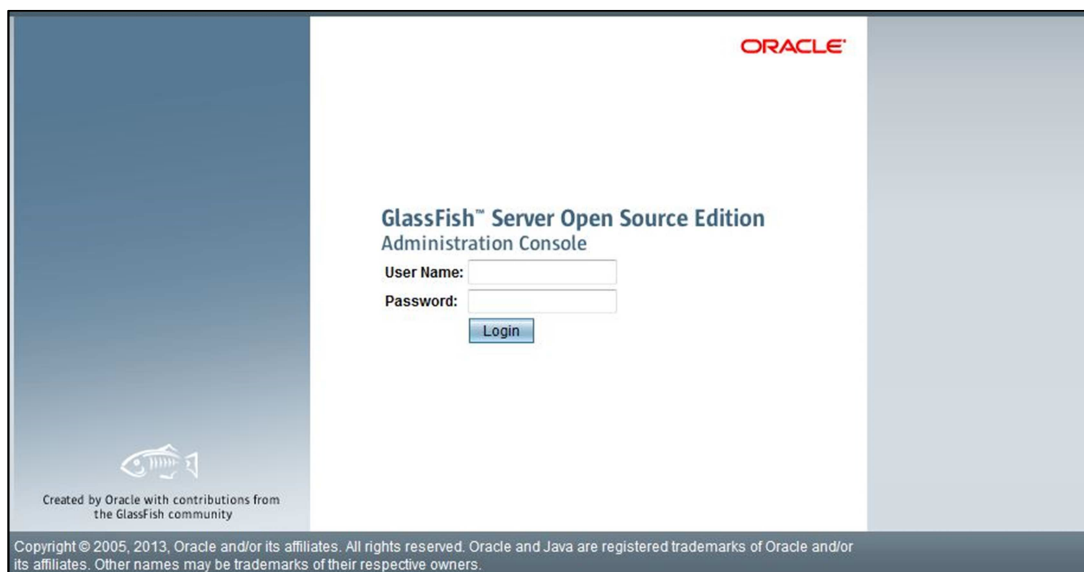 ORACLE®
GlassFish™ Server Open Source Edition
Administration Console
User Name:
Password:
Login
Created by Oracle with contributions from
the GlassFish community
Copyright © 2005, 2013, Oracle and/or its affiliates. All rights reserved. Oracle and Java are registered trademarks of Oracle and/or
its affiliates. Other names may be trademarks of their respective owners.